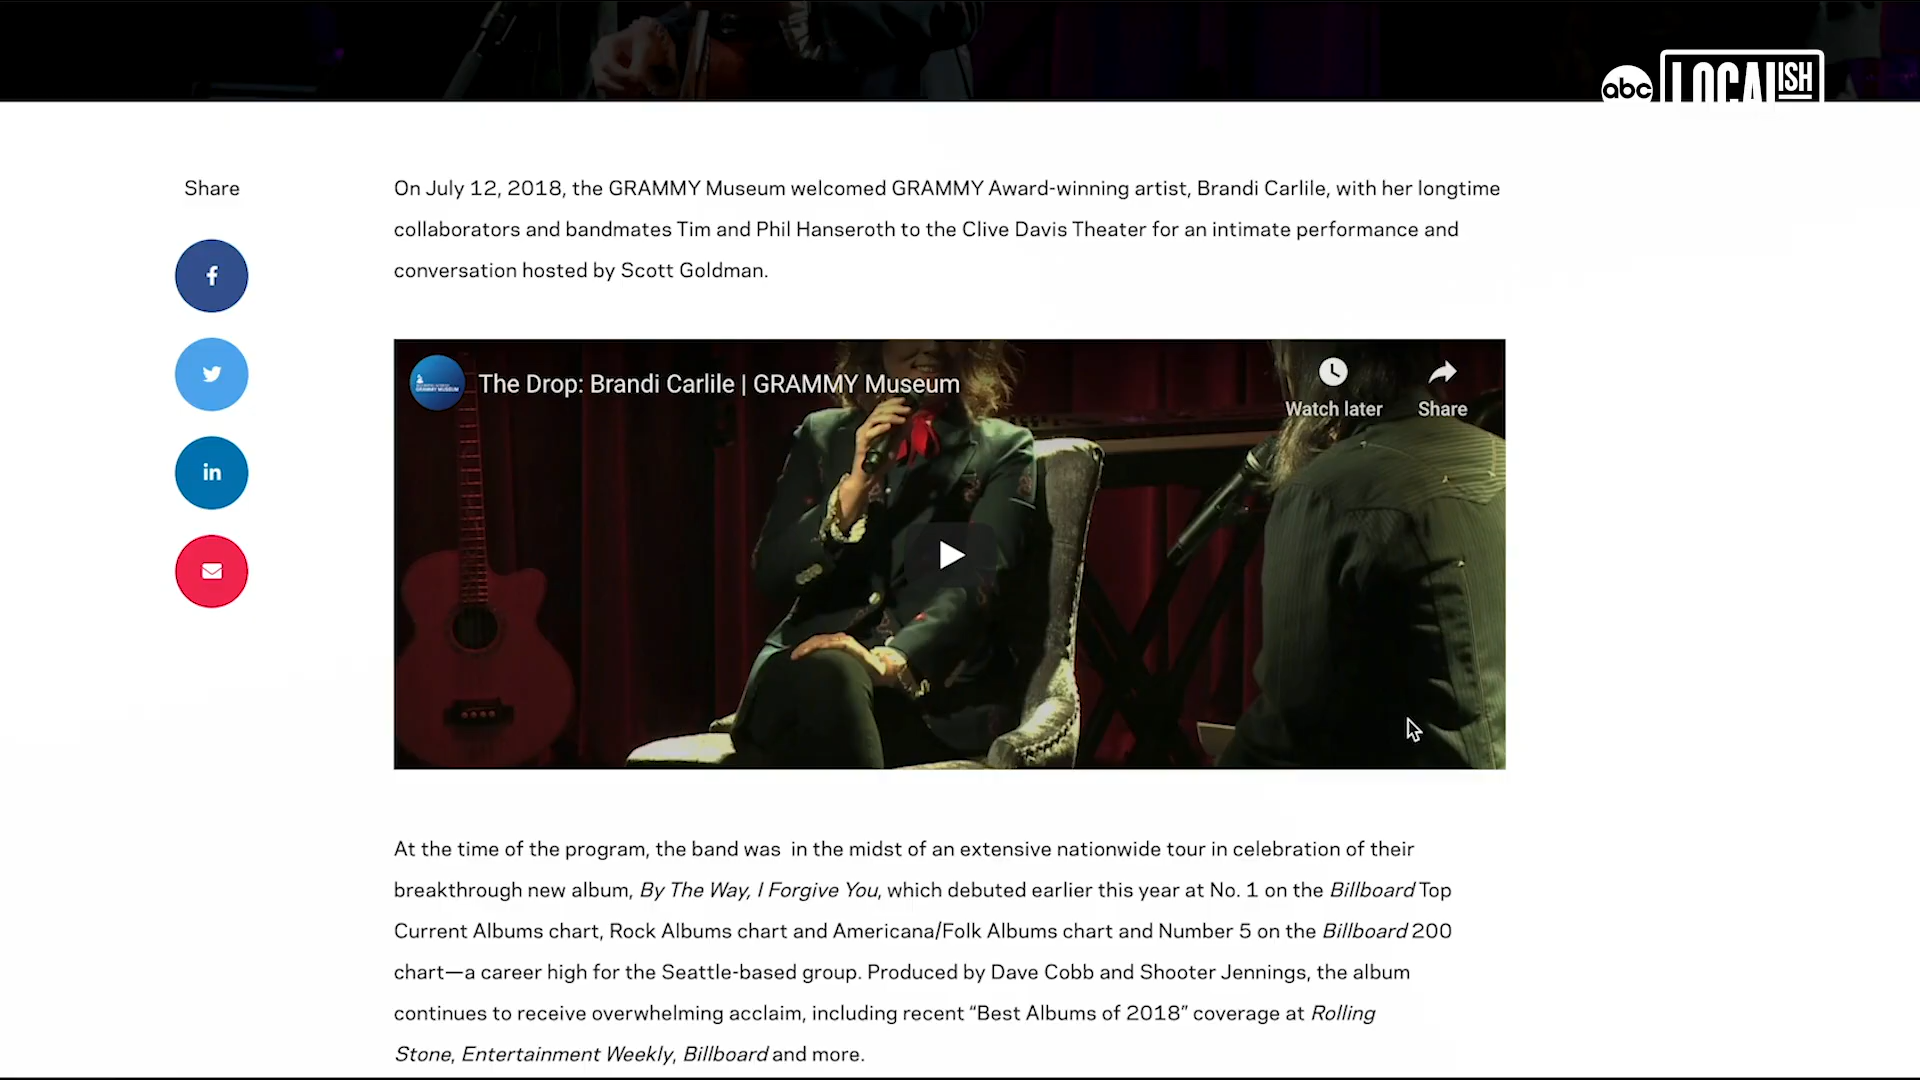 abc LOCALISH
Share
On July 12, 2018, the GRAMMY Museum welcomed GRAMMY Award-winning artist, Brandi Carlile, with her longtime
collaborators and bandmates Tim and Phil Hanseroth to the Clive Davis Theater for an intimate performance and
conversation hosted by Scott Goldman.
f
in
GRAMMY MUSEUM
The Drop: Brandi Carlile | GRAMMY Museum
Watch later
Share
At the time of the program, the band was  in the midst of an extensive nationwide tour in celebration of their
breakthrough new album, By The Way, I Forgive You, which debuted earlier this year at No. 1 on the Billboard Top
Current Albums chart, Rock Albums chart and Americana/Folk Albums chart and Number 5 on the Billboard 200
chart—a career high for the Seattle-based group. Produced by Dave Cobb and Shooter Jennings, the album
continues to receive overwhelming acclaim, including recent “Best Albums of 2018” coverage at Rolling
Stone, Entertainment Weekly, Billboard and more.